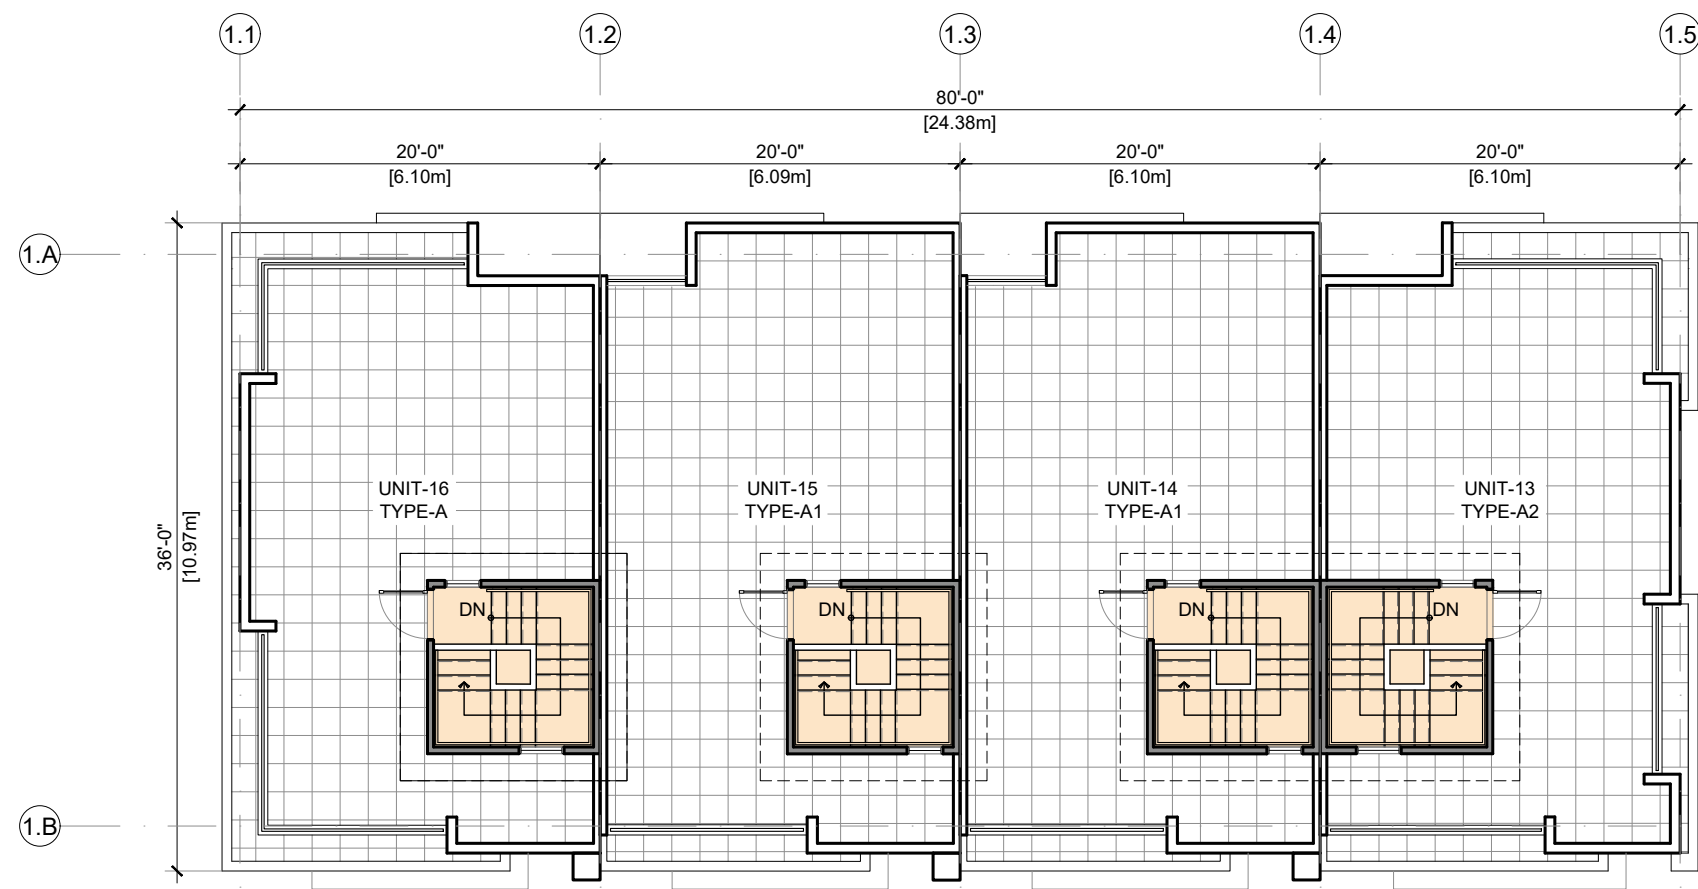 1.1
1.2
1.3
1.4
1.5
80'-0"
[24.38m]
20'-0"
[6.10m]
20'-0"
[6.09m]
20'-0"
[6.10m]
20'-0"
[6.10m]
1.A
36'-0"
[10.97m]
UNIT-16
TYPE-A
UNIT-15
TYPE-A1
UNIT-14
TYPE-A1
UNIT-13
TYPE-A2
DN
DN
DN
DN
1.B